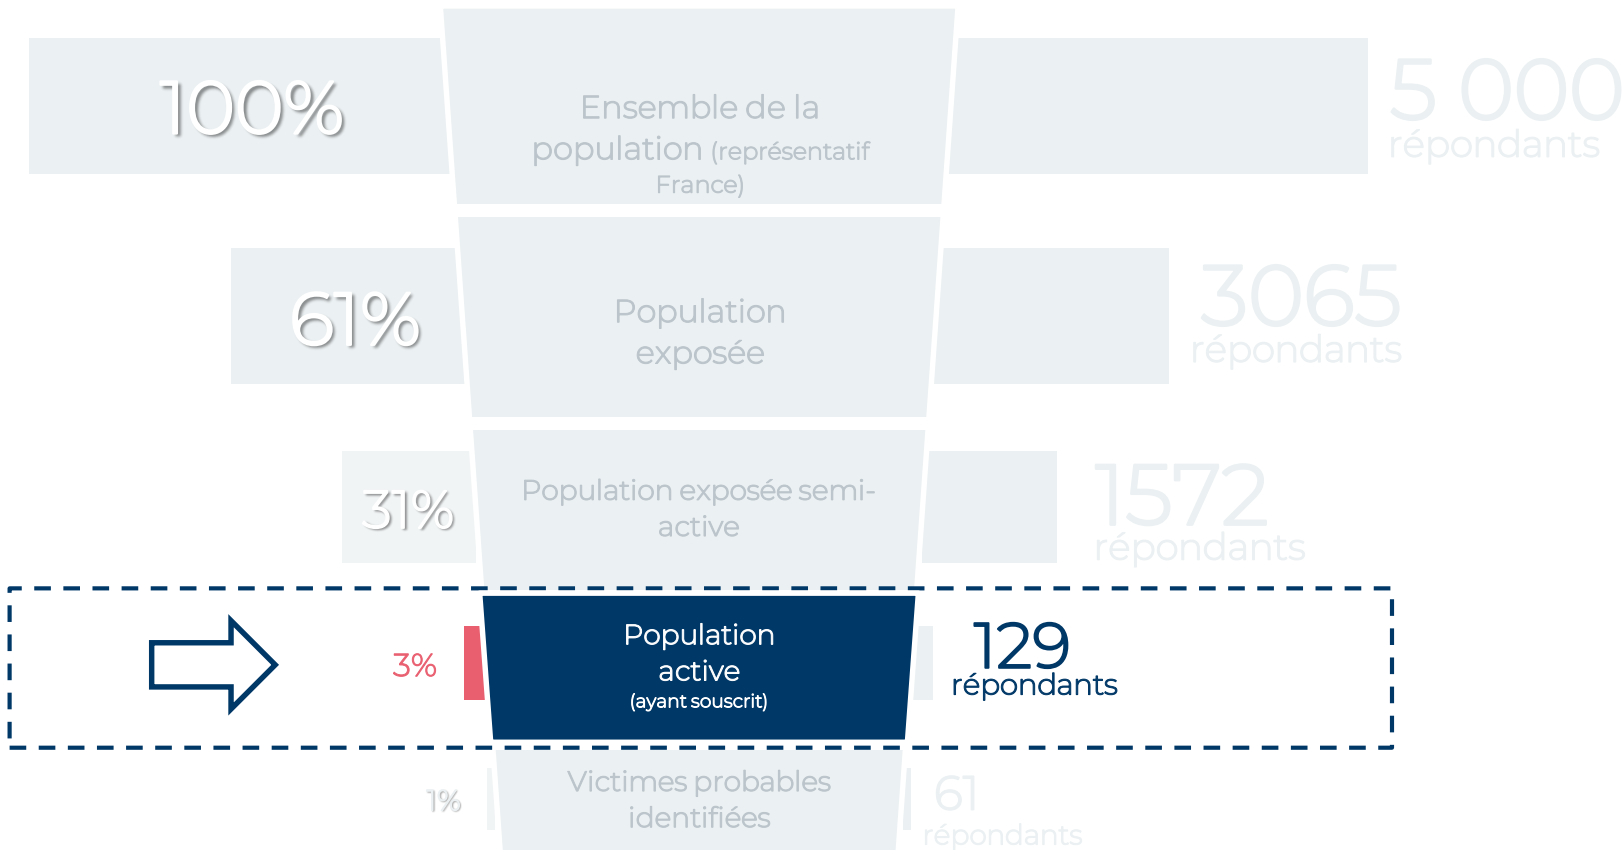 100%
Ensemble de la
population (représentatif
France)
5 000
répondants
61%
Population
exposée
3065
répondants
31%
Population exposée semi-
active
1572
répondants
3%
Population
active
(ayant souscrit)
129
répondants
1%
Victimes probables
identifiées
61
répondants